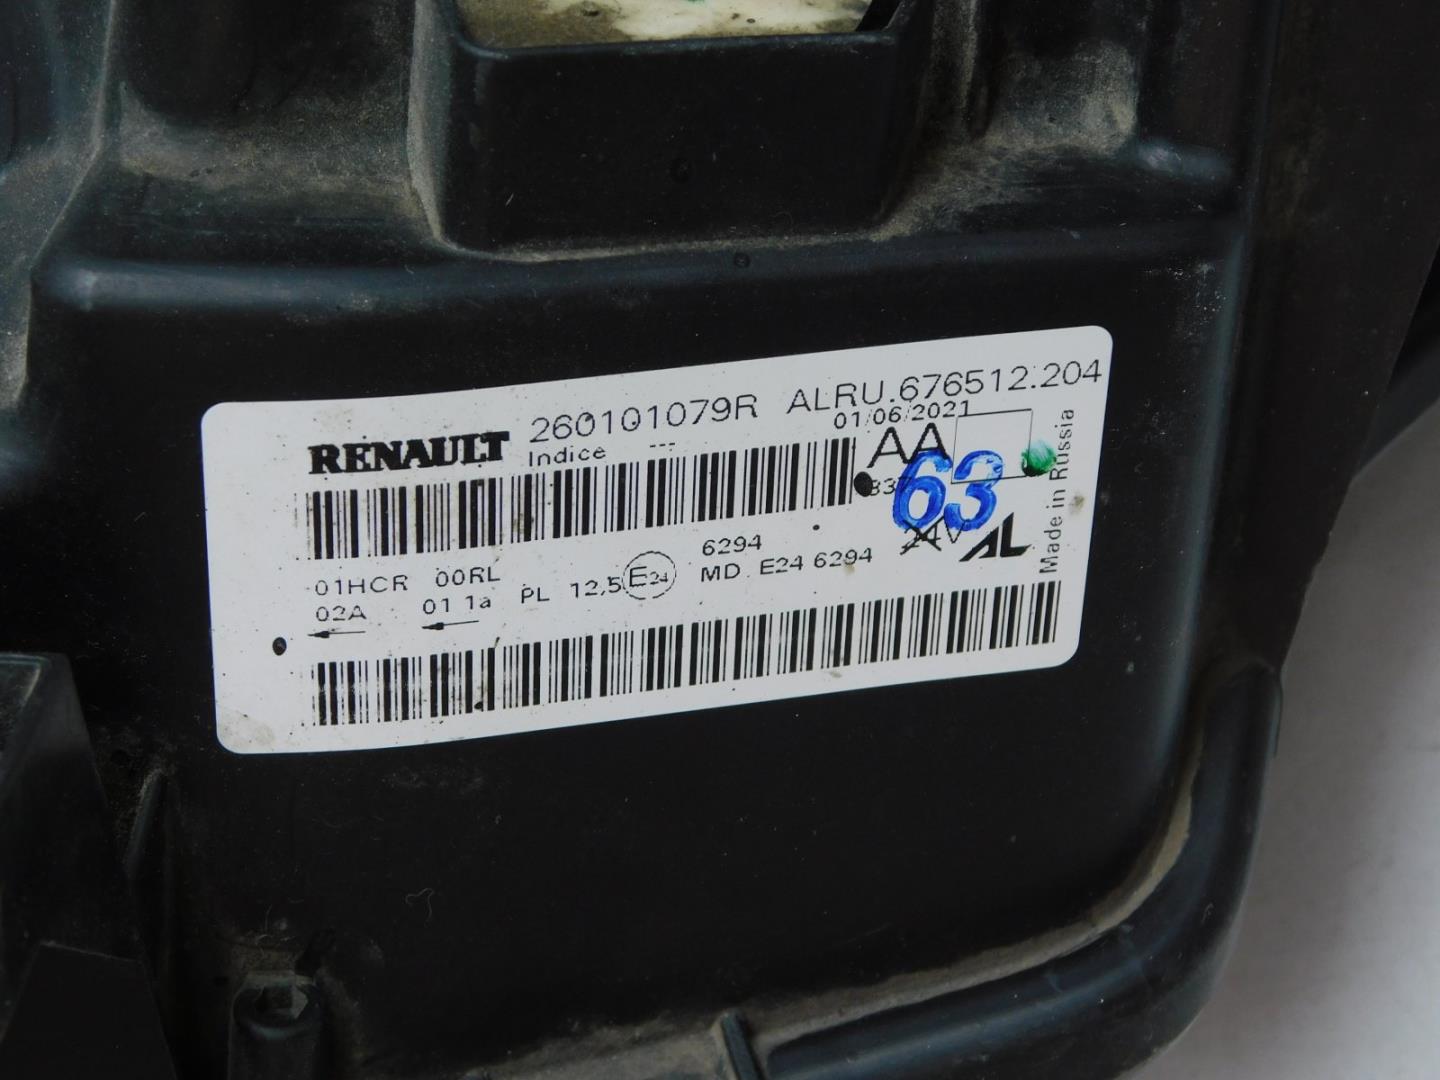 RENAULT 260101079R ALRU.676512.204
Indice --- 01/06/2021
AA
63
24V AL
Made in Russia
01HCR 00RL
02A 01 1a PL 12,5 E24
6294
MD E24 6294